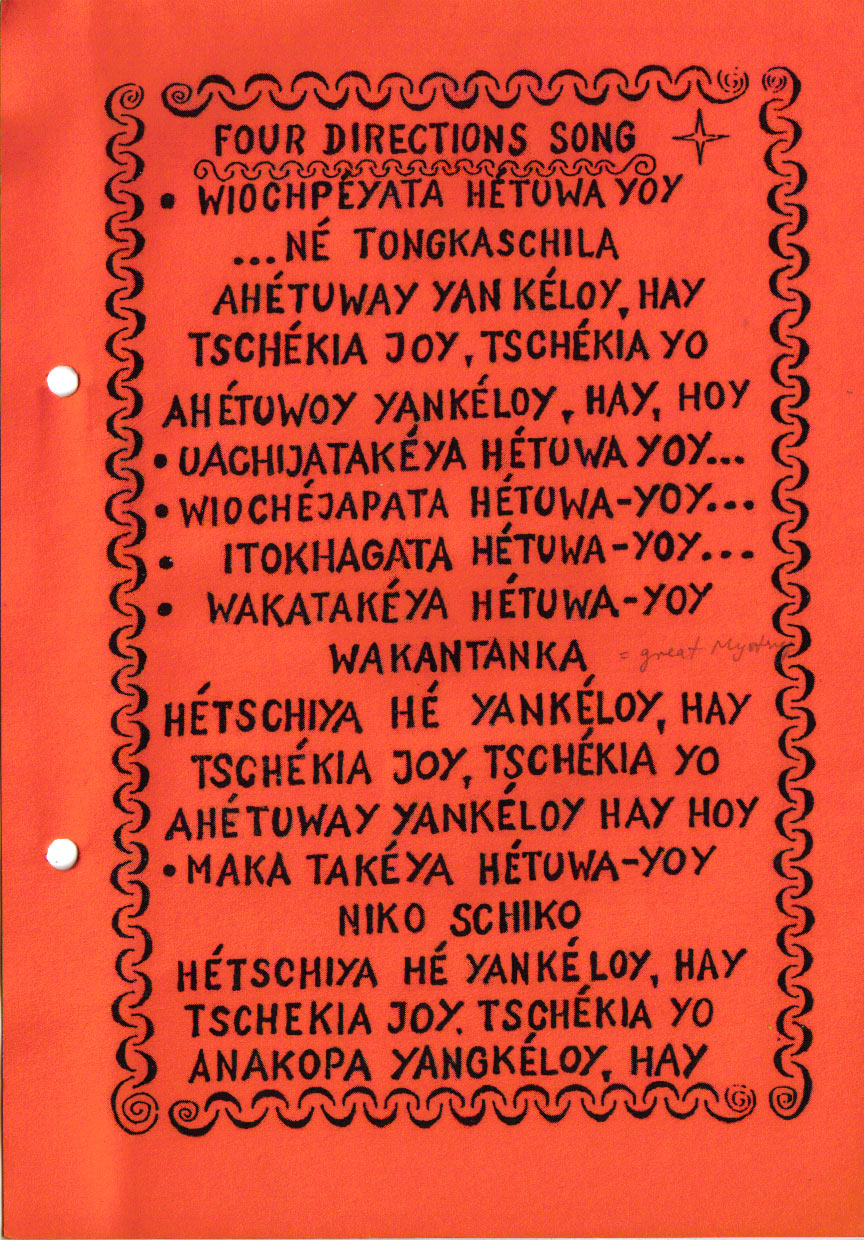 FOUR DIRECTIONS SONG
• WIOCHPÉYATA HÉTUWA YOY
...NÉ TONGKASCHILA
AHÉTUWAY YAN KÉLOY, HAY
TSCHÉKIA JOY, TSCHÉKIA YO
AHÉTUWOY YANKÉLOY, HAY, HOY
• UACHIJATAKÉYA HÉTUWA YOY...
• WIOCHÉJAPATA HÉTUWA-YOY...
• ITOKHAGATA HÉTUWA-YOY...
• WAKATAKÉYA HÉTUWA-YOY
WAKANTANKA = great Mystery
HÉTSCHIYA HÉ YANKÉLOY, HAY
TSCHÉKIA JOY, TSCHÉKIA YO
AHÉTUWAY YANKÉLOY HAY HOY
• MAKA TAKÉYA HÉTUWA-YOY
NIKO SCHIKO
HÉTSCHIYA HÉ YANKÉLOY, HAY
TSCHEKIA JOY. TSCHÉKIA YO
ANAKOPA YANGKÉLOY, HAY